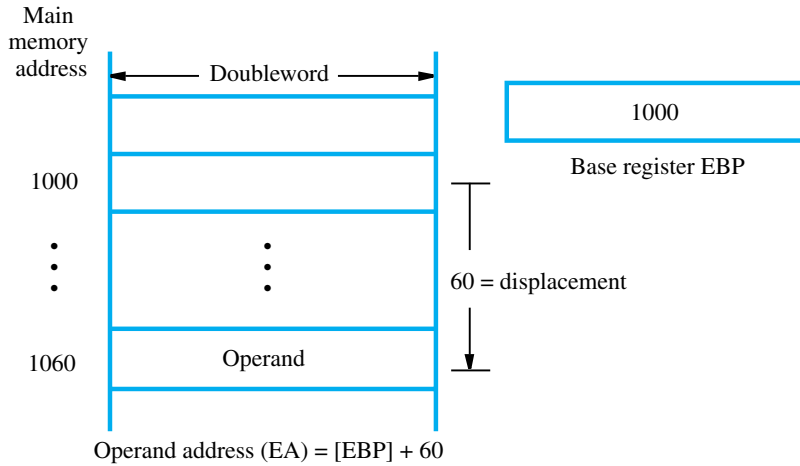 Main
memory
address
Doubleword
1000
Base register EBP
1000
60 = displacement
1060
Operand
Operand address (EA) = [EBP] + 60